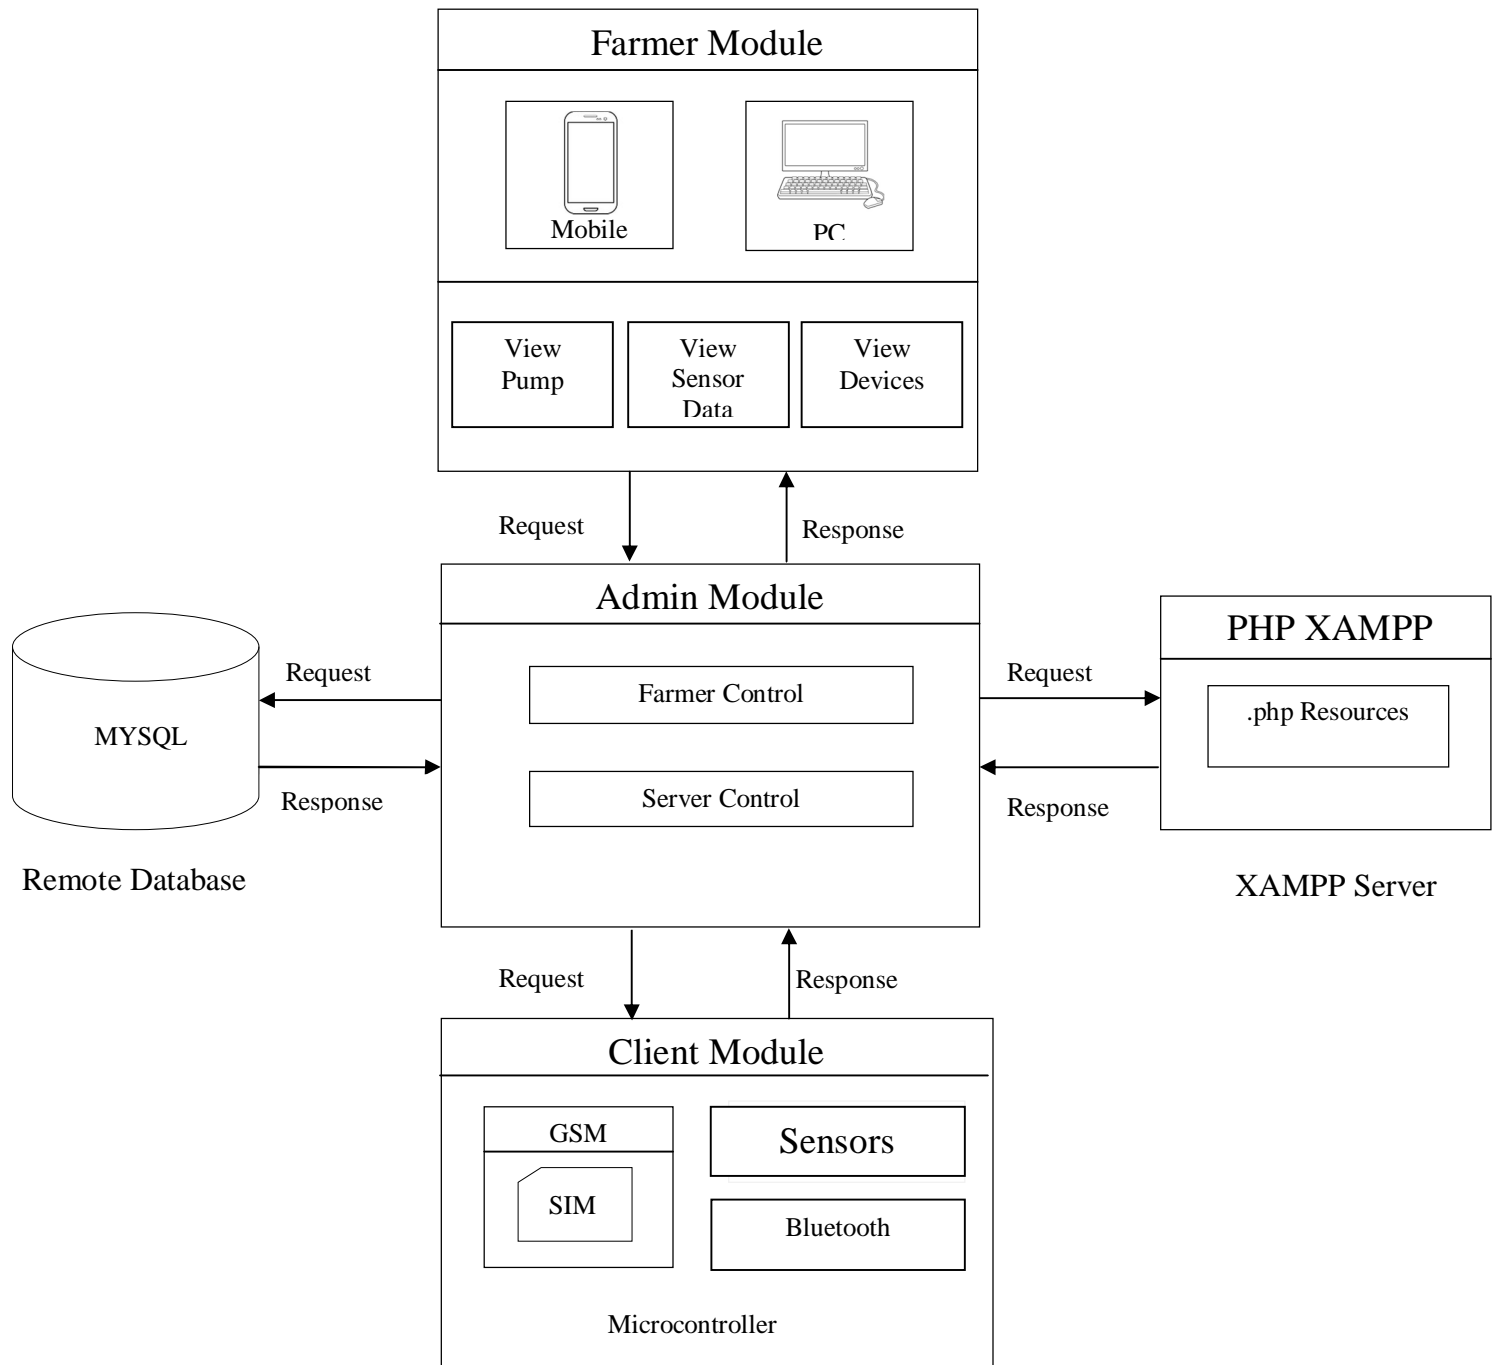 Farmer Module
Mobile
PC
View
Pump
View
Sensor
Data
View
Devices
Request
Response
Admin Module
Farmer Control
Server Control
Request
Response
MYSQL
Remote Database
Request
Response
PHP XAMPP
.php Resources
XAMPP Server
Request
Response
Client Module
GSM
SIM
Sensors
Bluetooth
Microcontroller